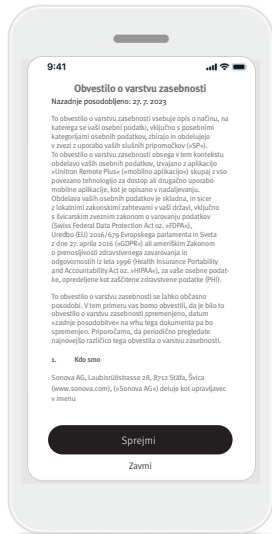 9:41
Obvestilo o varstvu zasebnosti
Nazadnje posodobljeno: 27. 7. 2023
To obvestilo o varstvu zasebnosti vsebuje opis o načinu, na
katerega se vaši osebni podatki, vključno s posebnimi
kategorijami osebnih podatkov, zbirajo in obdelujejo
v zvezi z uporabo vaših slušnih pripomočkov (»SP«).
To obvestilo o varstvu zasebnosti obsega v tem kontekstu
obdelavo vaših osebnih podatkov, izvajano z aplikacijo
»Unitron Remote Plus« (»mobilno aplikacijo«) skupaj z vso
povezano tehnologijo za dostop ali drugačno uporabo
mobilne aplikacije, kot je opisano v nadaljevanju.
Obdelava vaših osebnih podatkov je skladna, in sicer
z lokalnimi zakonskimi zahtevami v vaši državi, vključno
s švicarskim zveznim zakonom o varovanju podatkov
(Swiss Federal Data Protection Act oz. »FDPA«),
Uredbo (EU) 2016/679 Evropskega parlamenta in Sveta
z dne 27. aprila 2016 (»GDPR«) ali ameriškim Zakonom
o prenosljivosti zdravstvenega zavarovanja in
odgovornostih iz leta 1996 (Health Insurance Portability
and Accountability Act oz. »HIPAA«), za vaše osebne podat-
ke, opredeljene kot zaščitene zdravstvene podatke (PHI).
To obvestilo o varstvu zasebnosti se lahko občasno
posodobi. V tem primeru vas bomo obvestili, da je bilo to
obvestilo o varstvu zasebnosti spremenjeno, datum
»zadnje posodobitve« na vrhu tega dokumenta pa bo
spremenjen. Priporočamo, da periodično pregledate
najnovejšo različico tega obvestila o varstvu zasebnosti.
1. Kdo smo
Sonova AG, Laubisrütistrasse 28, 8712 Stäfa, Švica
(www.sonova.com), (»Sonova AG«) deluje kot upravljavec
v imenu
Sprejmi
Zavrni